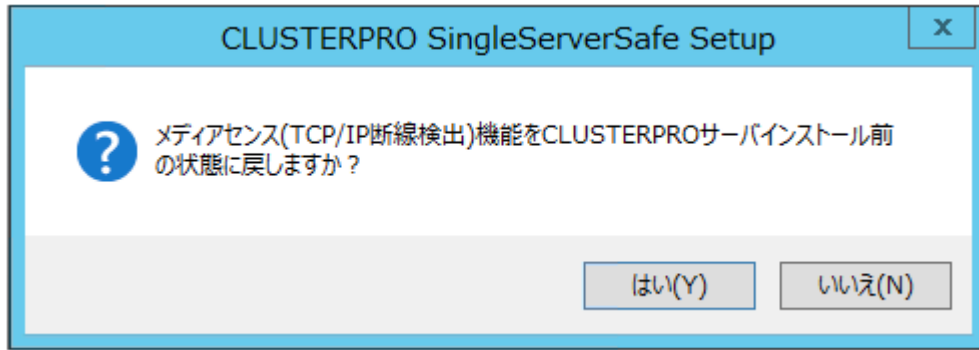 CLUSTERPRO SingleServerSafe Setup
x
メディアセンス(TCP/IP断線検出)機能をCLUSTERPROサーバインストール前
の状態に戻しますか？
はい(Y)
いいえ(N)